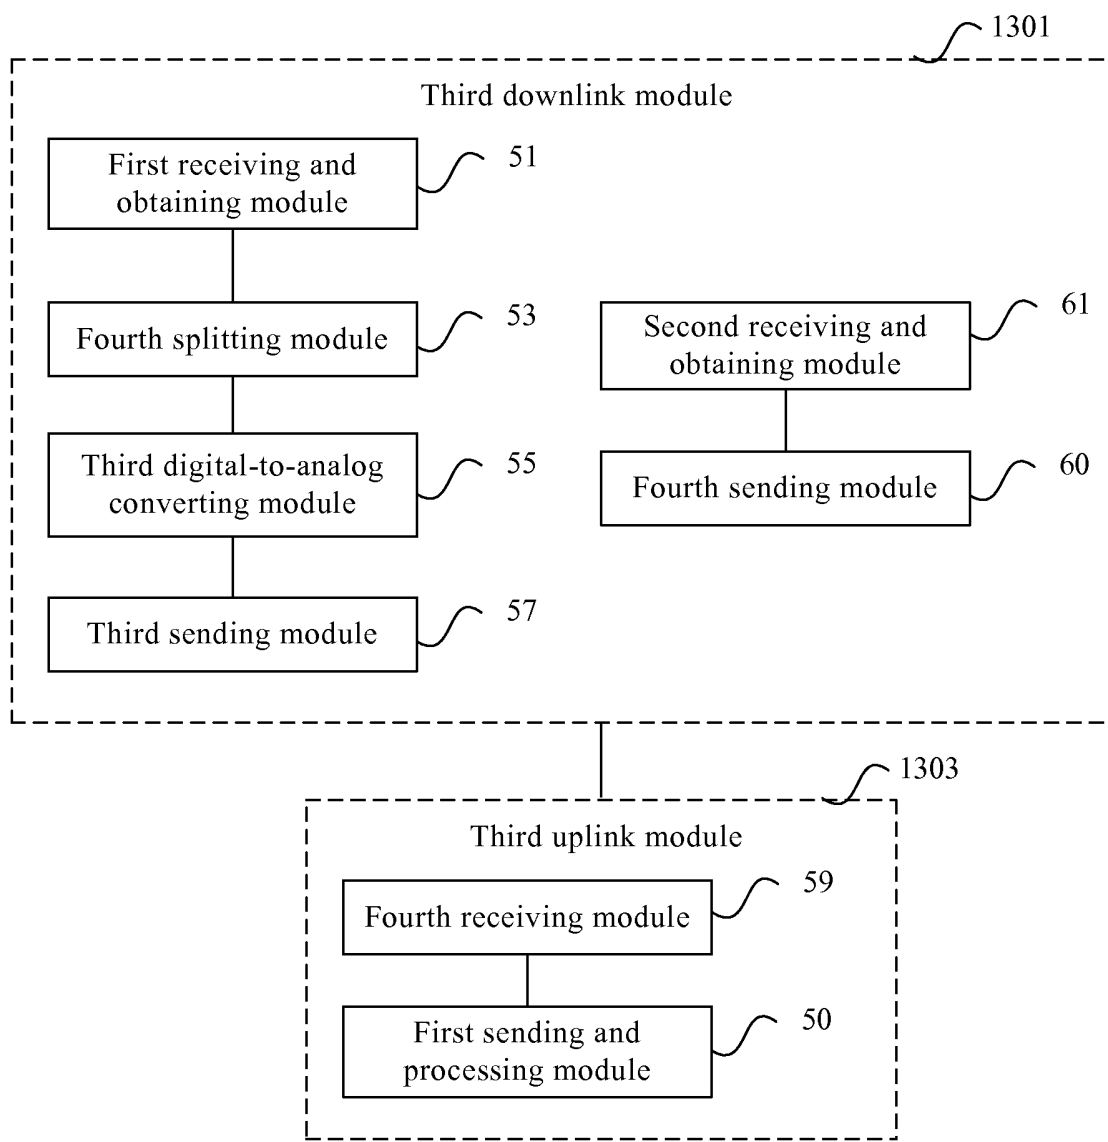 1301
Third downlink module
First receiving and
obtaining module
51
Fourth splitting module
53
Second receiving and
obtaining module
61
Third digital-to-analog
converting module
55
Fourth sending module
60
Third sending module
57
1303
Third uplink module
Fourth receiving module
59
First sending and
processing module
50